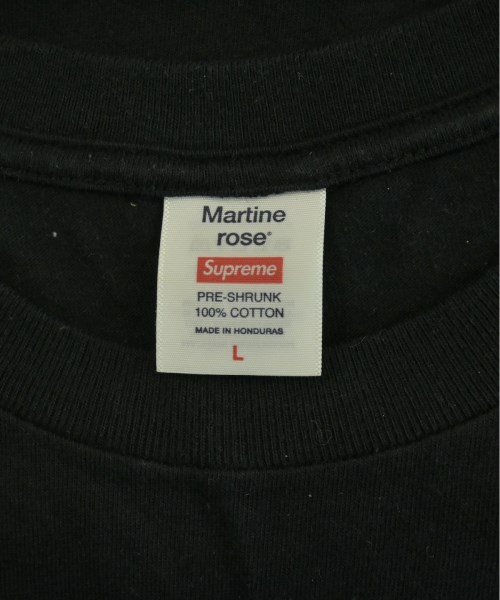 Martine
rose®
Supreme
PRE-SHRUNK
100% COTTON
MADE IN HONDURAS
L